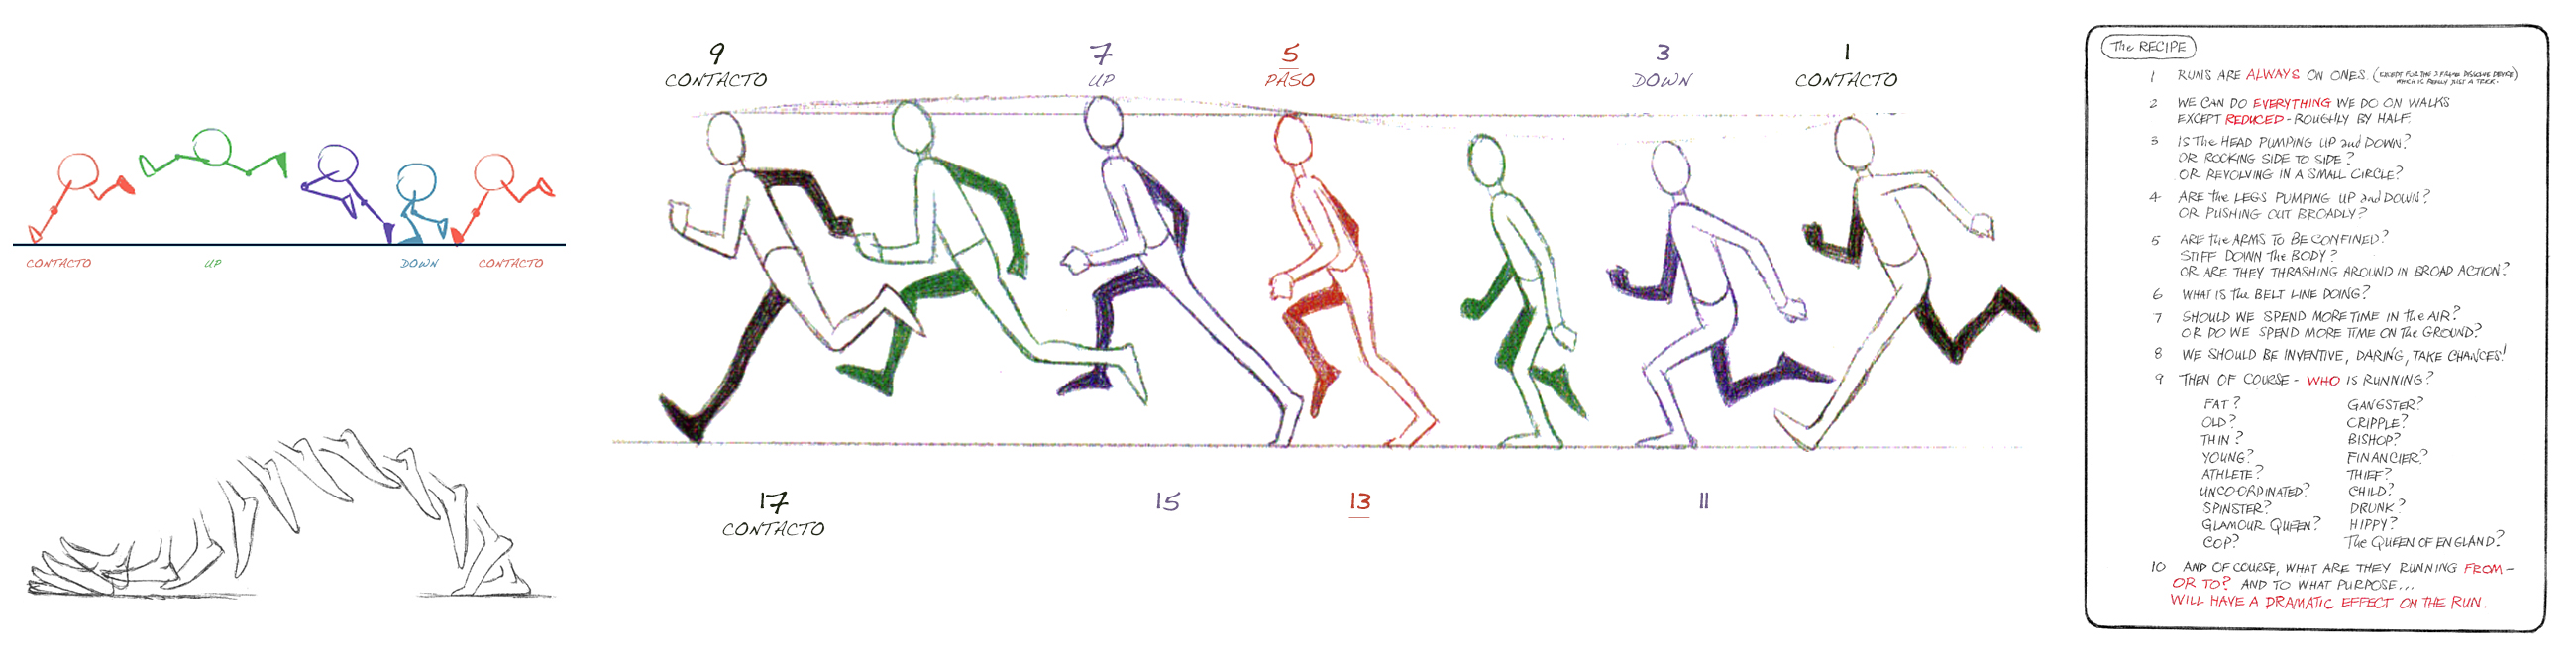 CONTACTO
UP
DOWN
CONTACTO
9
CONTACTO
7
UP
5
PASO
3
DOWN
1
CONTACTO
17
CONTACTO
15
13
11
The RECIPE
1 RUNS ARE ALWAYS ON ONES. (EXCEPT FOR THE 3 FRAME DISSOLVE DEVICE)
WHICH IS REALLY JUST A TRICK.
2 WE CAN DO EVERYTHING WE DO ON WALKS
EXCEPT REDUCED - ROUGHLY BY HALF.
3 IS The HEAD PUMPING UP and DOWN?
OR ROCKING SIDE TO SIDE?
OR REVOLVING IN A SMALL CIRCLE?
4 ARE the LEGS PUMPING UP and DOWN?
OR PUSHING OUT BROADLY?
5 ARE the ARMS TO BE CONFINED?
STIFF DOWN the BODY?
OR ARE THEY THRASHING AROUND IN BROAD ACTION?
6 WHAT IS the BELT LINE DOING?
7 SHOULD WE SPEND MORE TIME IN the AIR?
OR DO WE SPEND MORE TIME ON The GROUND?
8 WE SHOULD BE INVENTIVE, DARING, TAKE CHANCES!
9 THEN OF COURSE - WHO IS RUNNING?
FAT? GANGSTER?
OLD? CRIPPLE?
THIN? BISHOP?
YOUNG? FINANCIER?
ATHLETE? THIEF?
UNCO-ORDINATED? CHILD?
SPINSTER? DRUNK?
GLAMOUR QUEEN? HIPPY?
COP? The QUEEN OF ENGLAND?
10 AND OF COURSE, WHAT ARE THEY RUNNING FROM -
OR TO? AND TO WHAT PURPOSE...
WILL HAVE A DRAMATIC EFFECT ON THE RUN.